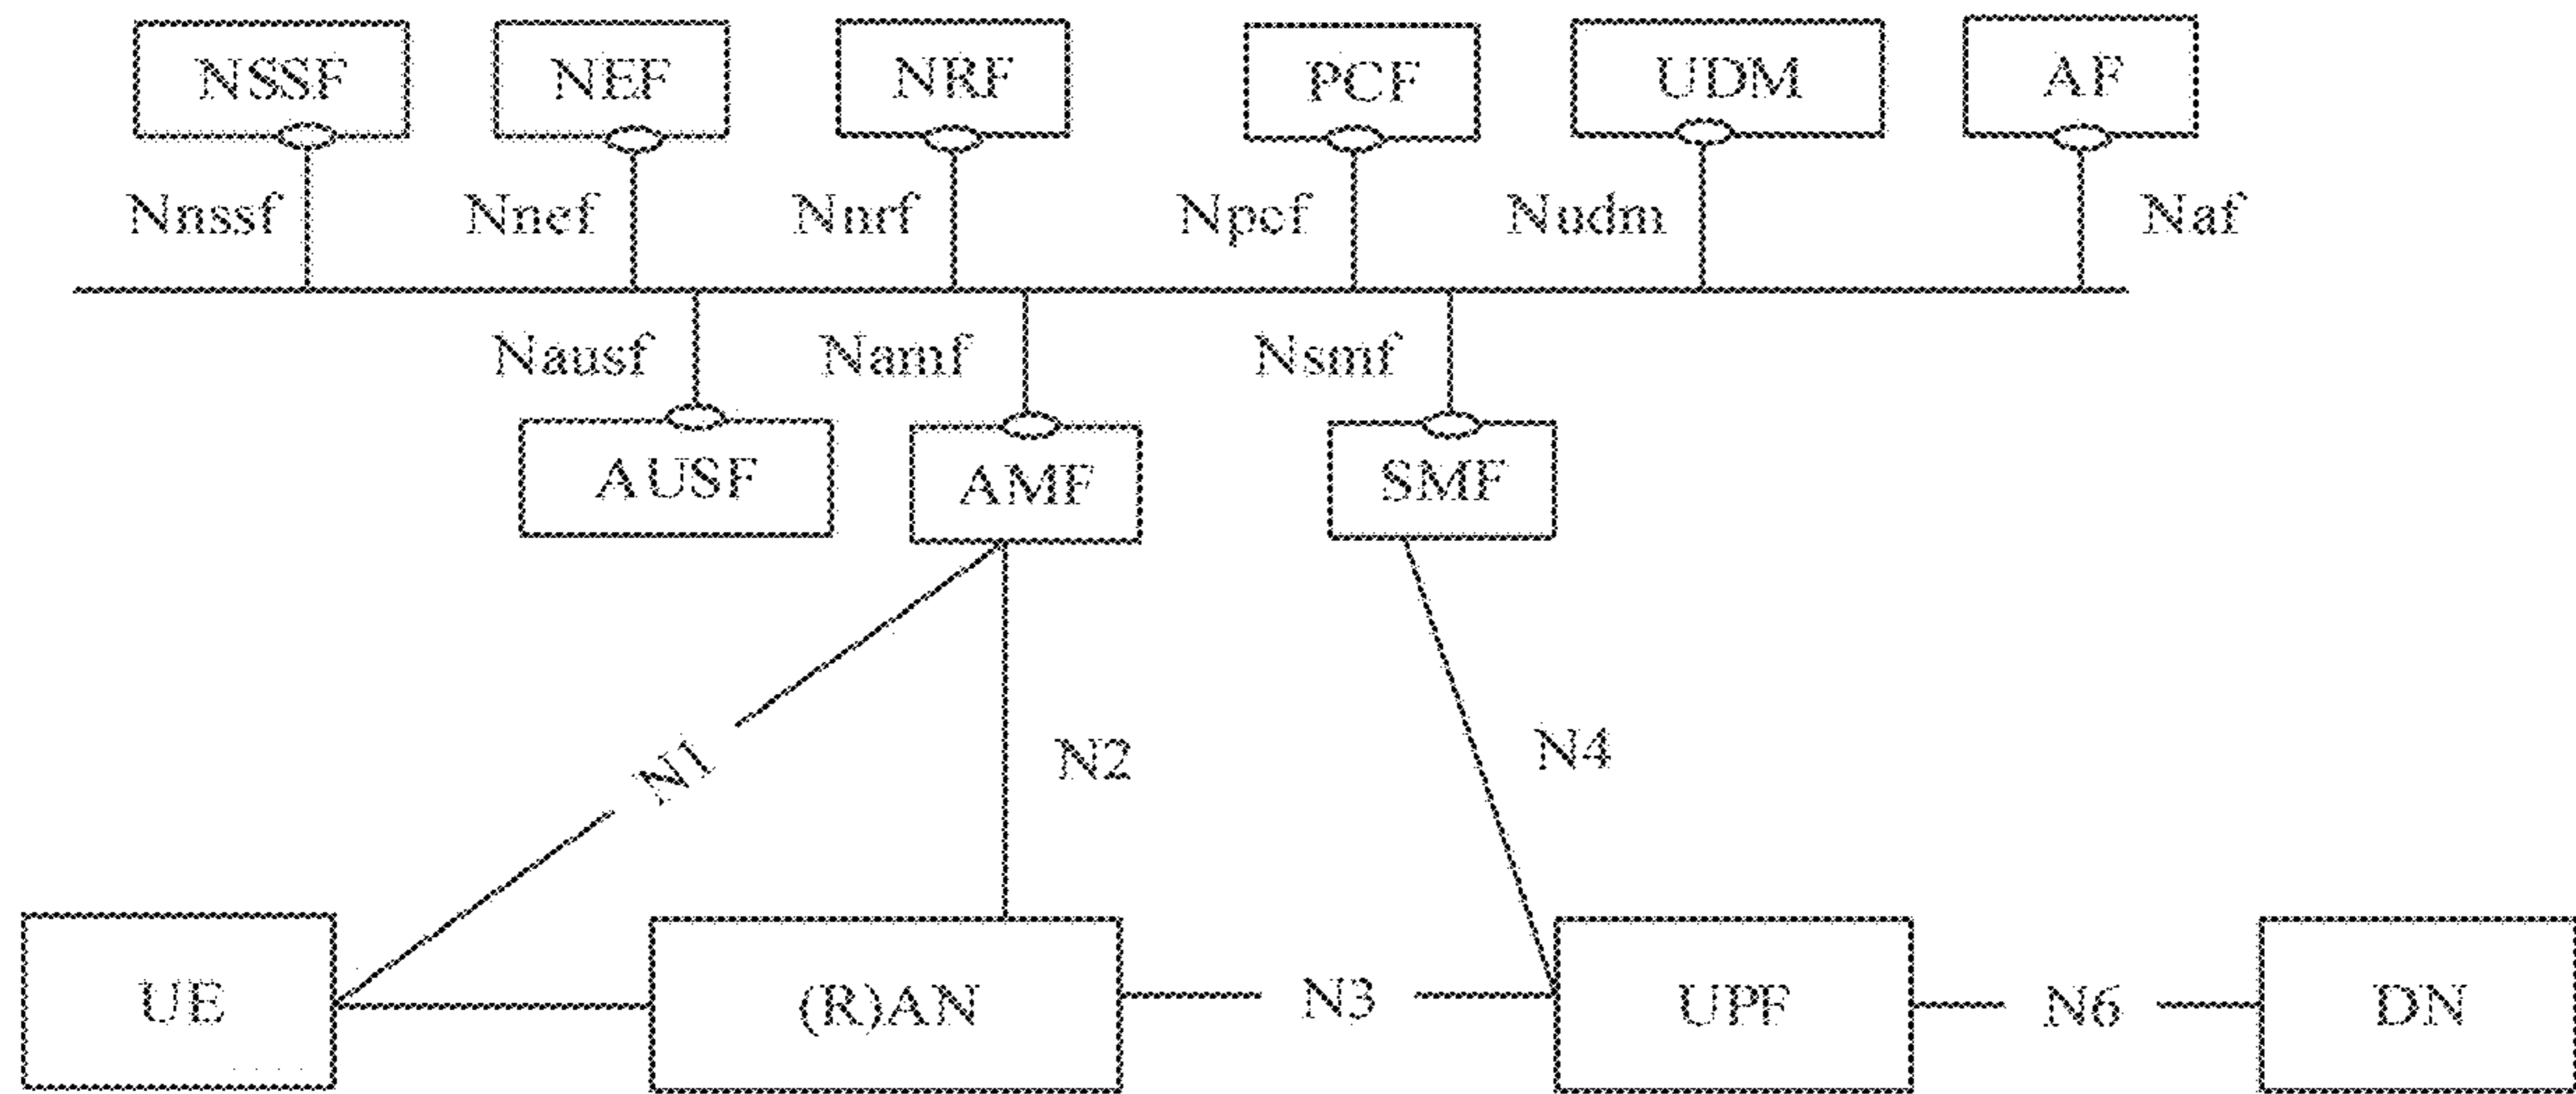 NSSF NEF NRF PCF UDM AF
Nnssf Nnef Nnrf Npcf Nudm Naf
Nausf Namf Nsmf
AUSF AMF SMF
N1 N2 N4
UE (R)AN N3 UPF N6 DN